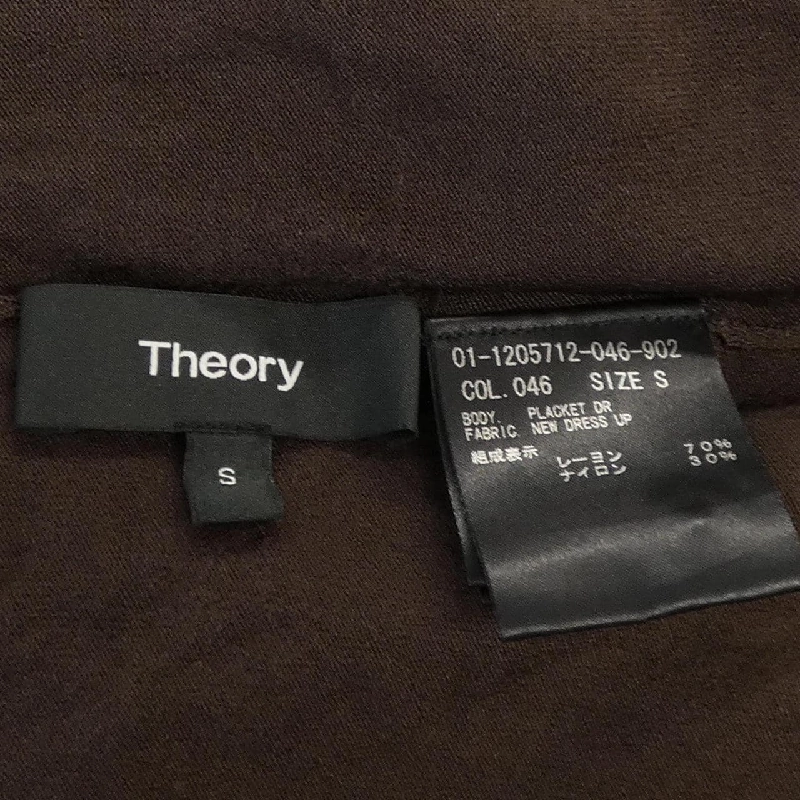 Theory
S
01-1205712-046-902
COL. 046 SIZE S
BODY. PLACKET DR
FABRIC. NEW DRESS UP
組成表示 レーヨン 70%
ナイロン 30%